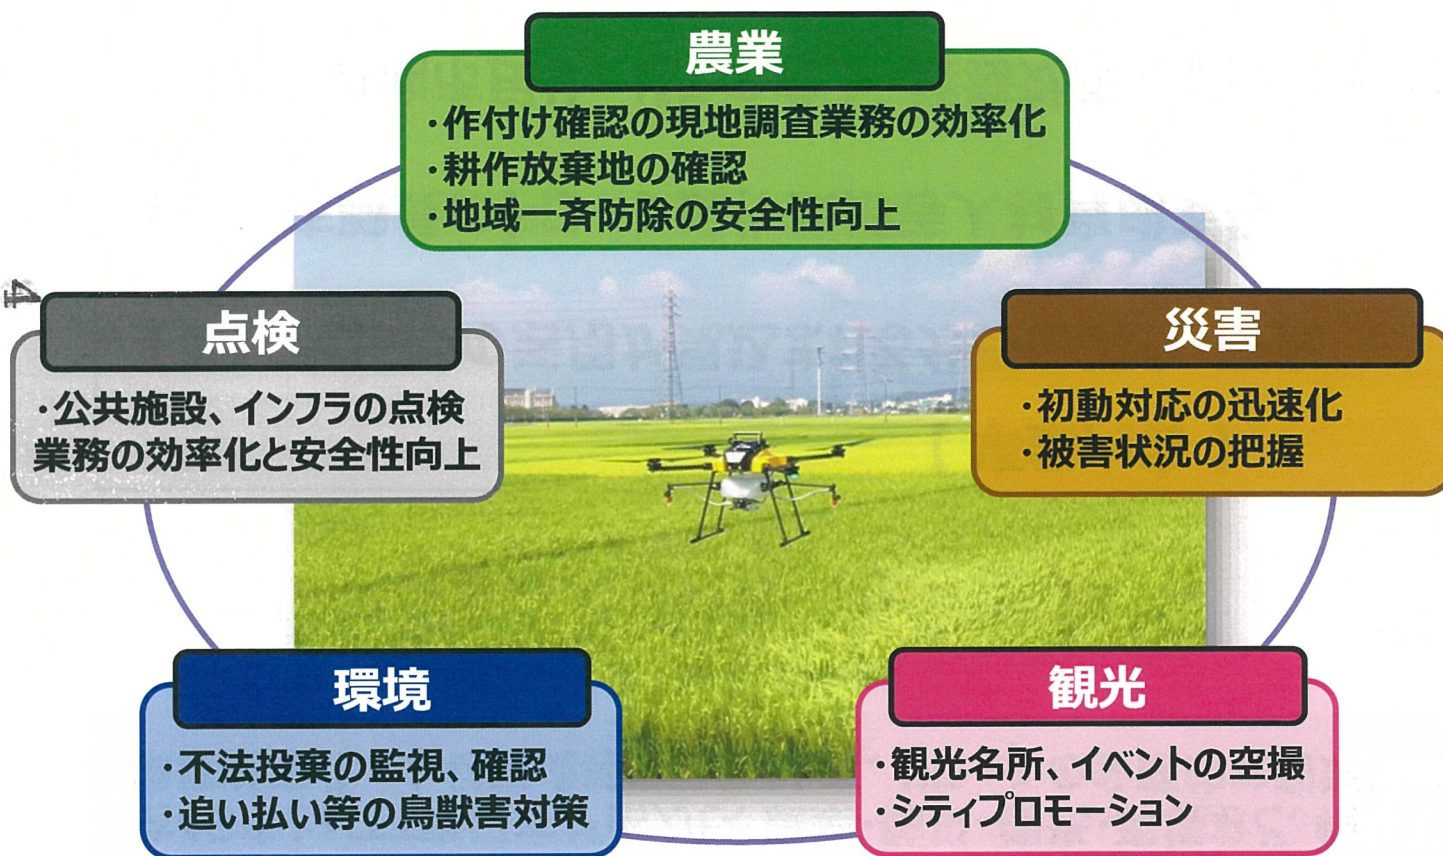 農業
・作付け確認の現地調査業務の効率化
・耕作放棄地の確認
・地域一斉防除の安全性向上
点検
・公共施設、インフラの点検
業務の効率化と安全性向上
災害
・初動対応の迅速化
・被害状況の把握
環境
・不法投棄の監視、確認
・追い払い等の鳥獣害対策
観光
・観光名所、イベントの空撮
・シティプロモーション
4